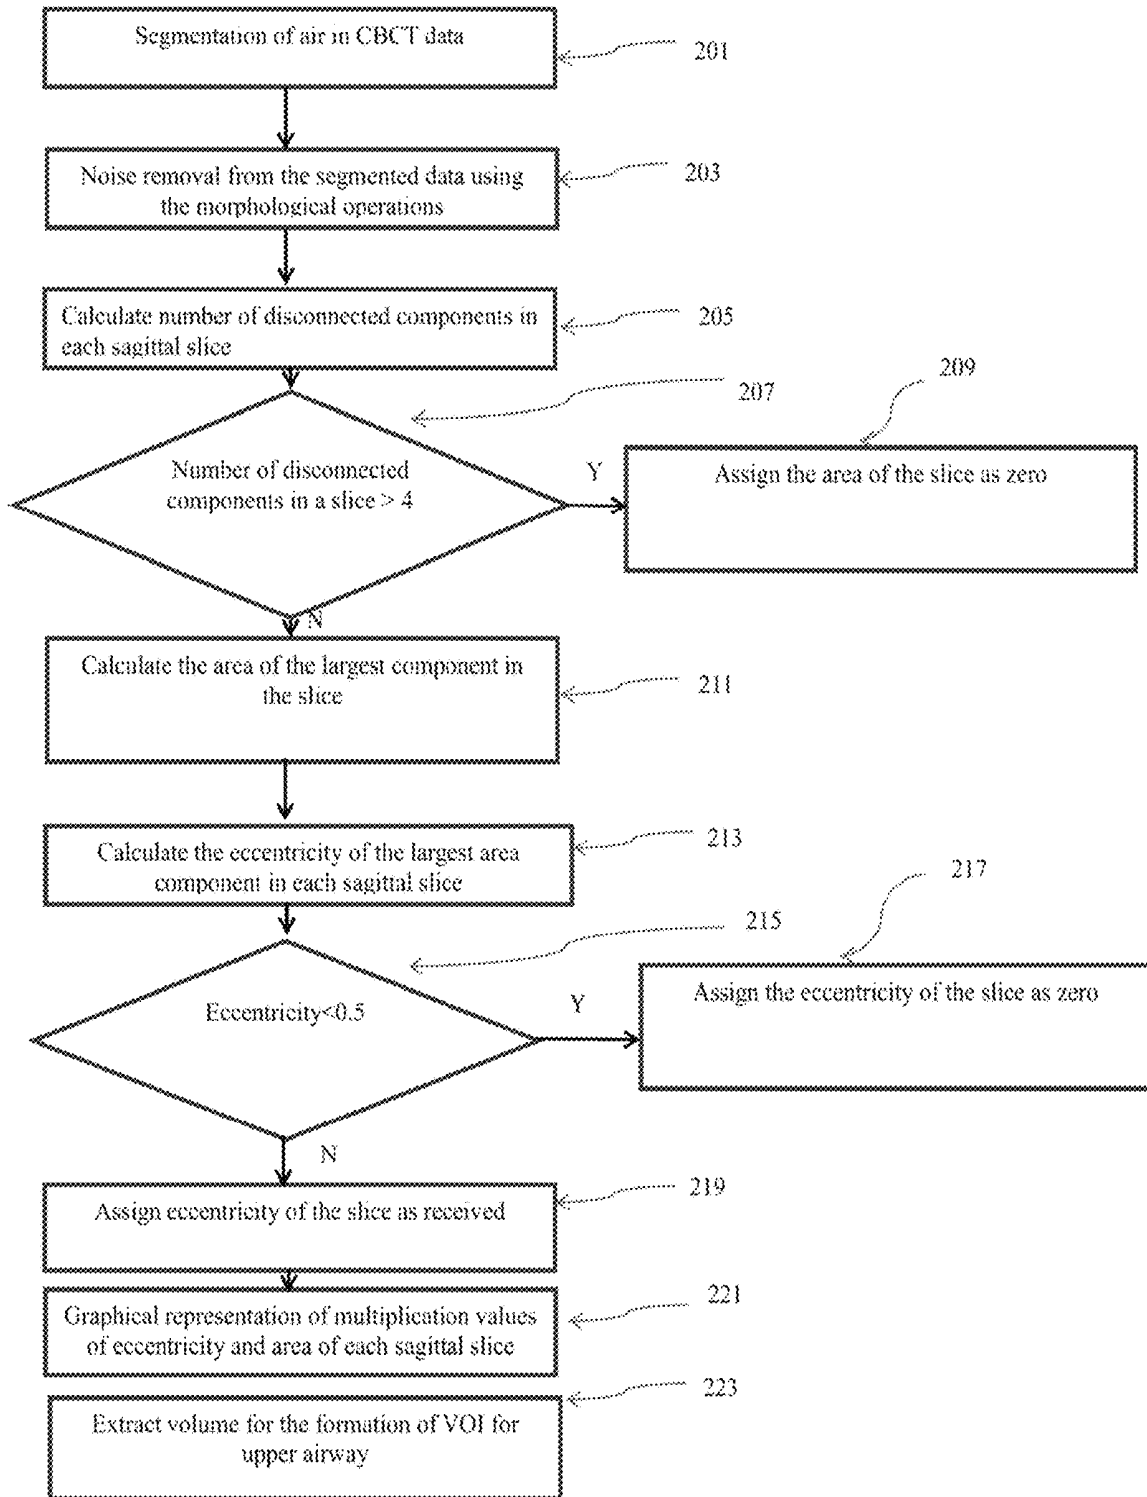 Segmentation of air in CBCT data
201
Noise removal from the segmented data using
the morphological operations
203
Calculate number of disconnected components in
each sagittal slice
205
207
209
Number of disconnected
components in a slice > 4
Y
Assign the area of the slice as zero
N
Calculate the area of the largest component in
the slice
211
Calculate the eccentricity of the largest area
component in each sagittal slice
213
215
217
Eccentricity<0.5
Y
Assign the eccentricity of the slice as zero
N
Assign eccentricity of the slice as received
219
Graphical representation of multiplication values
of eccentricity and area of each sagittal slice
221
Extract volume for the formation of VOI for
upper airway
223